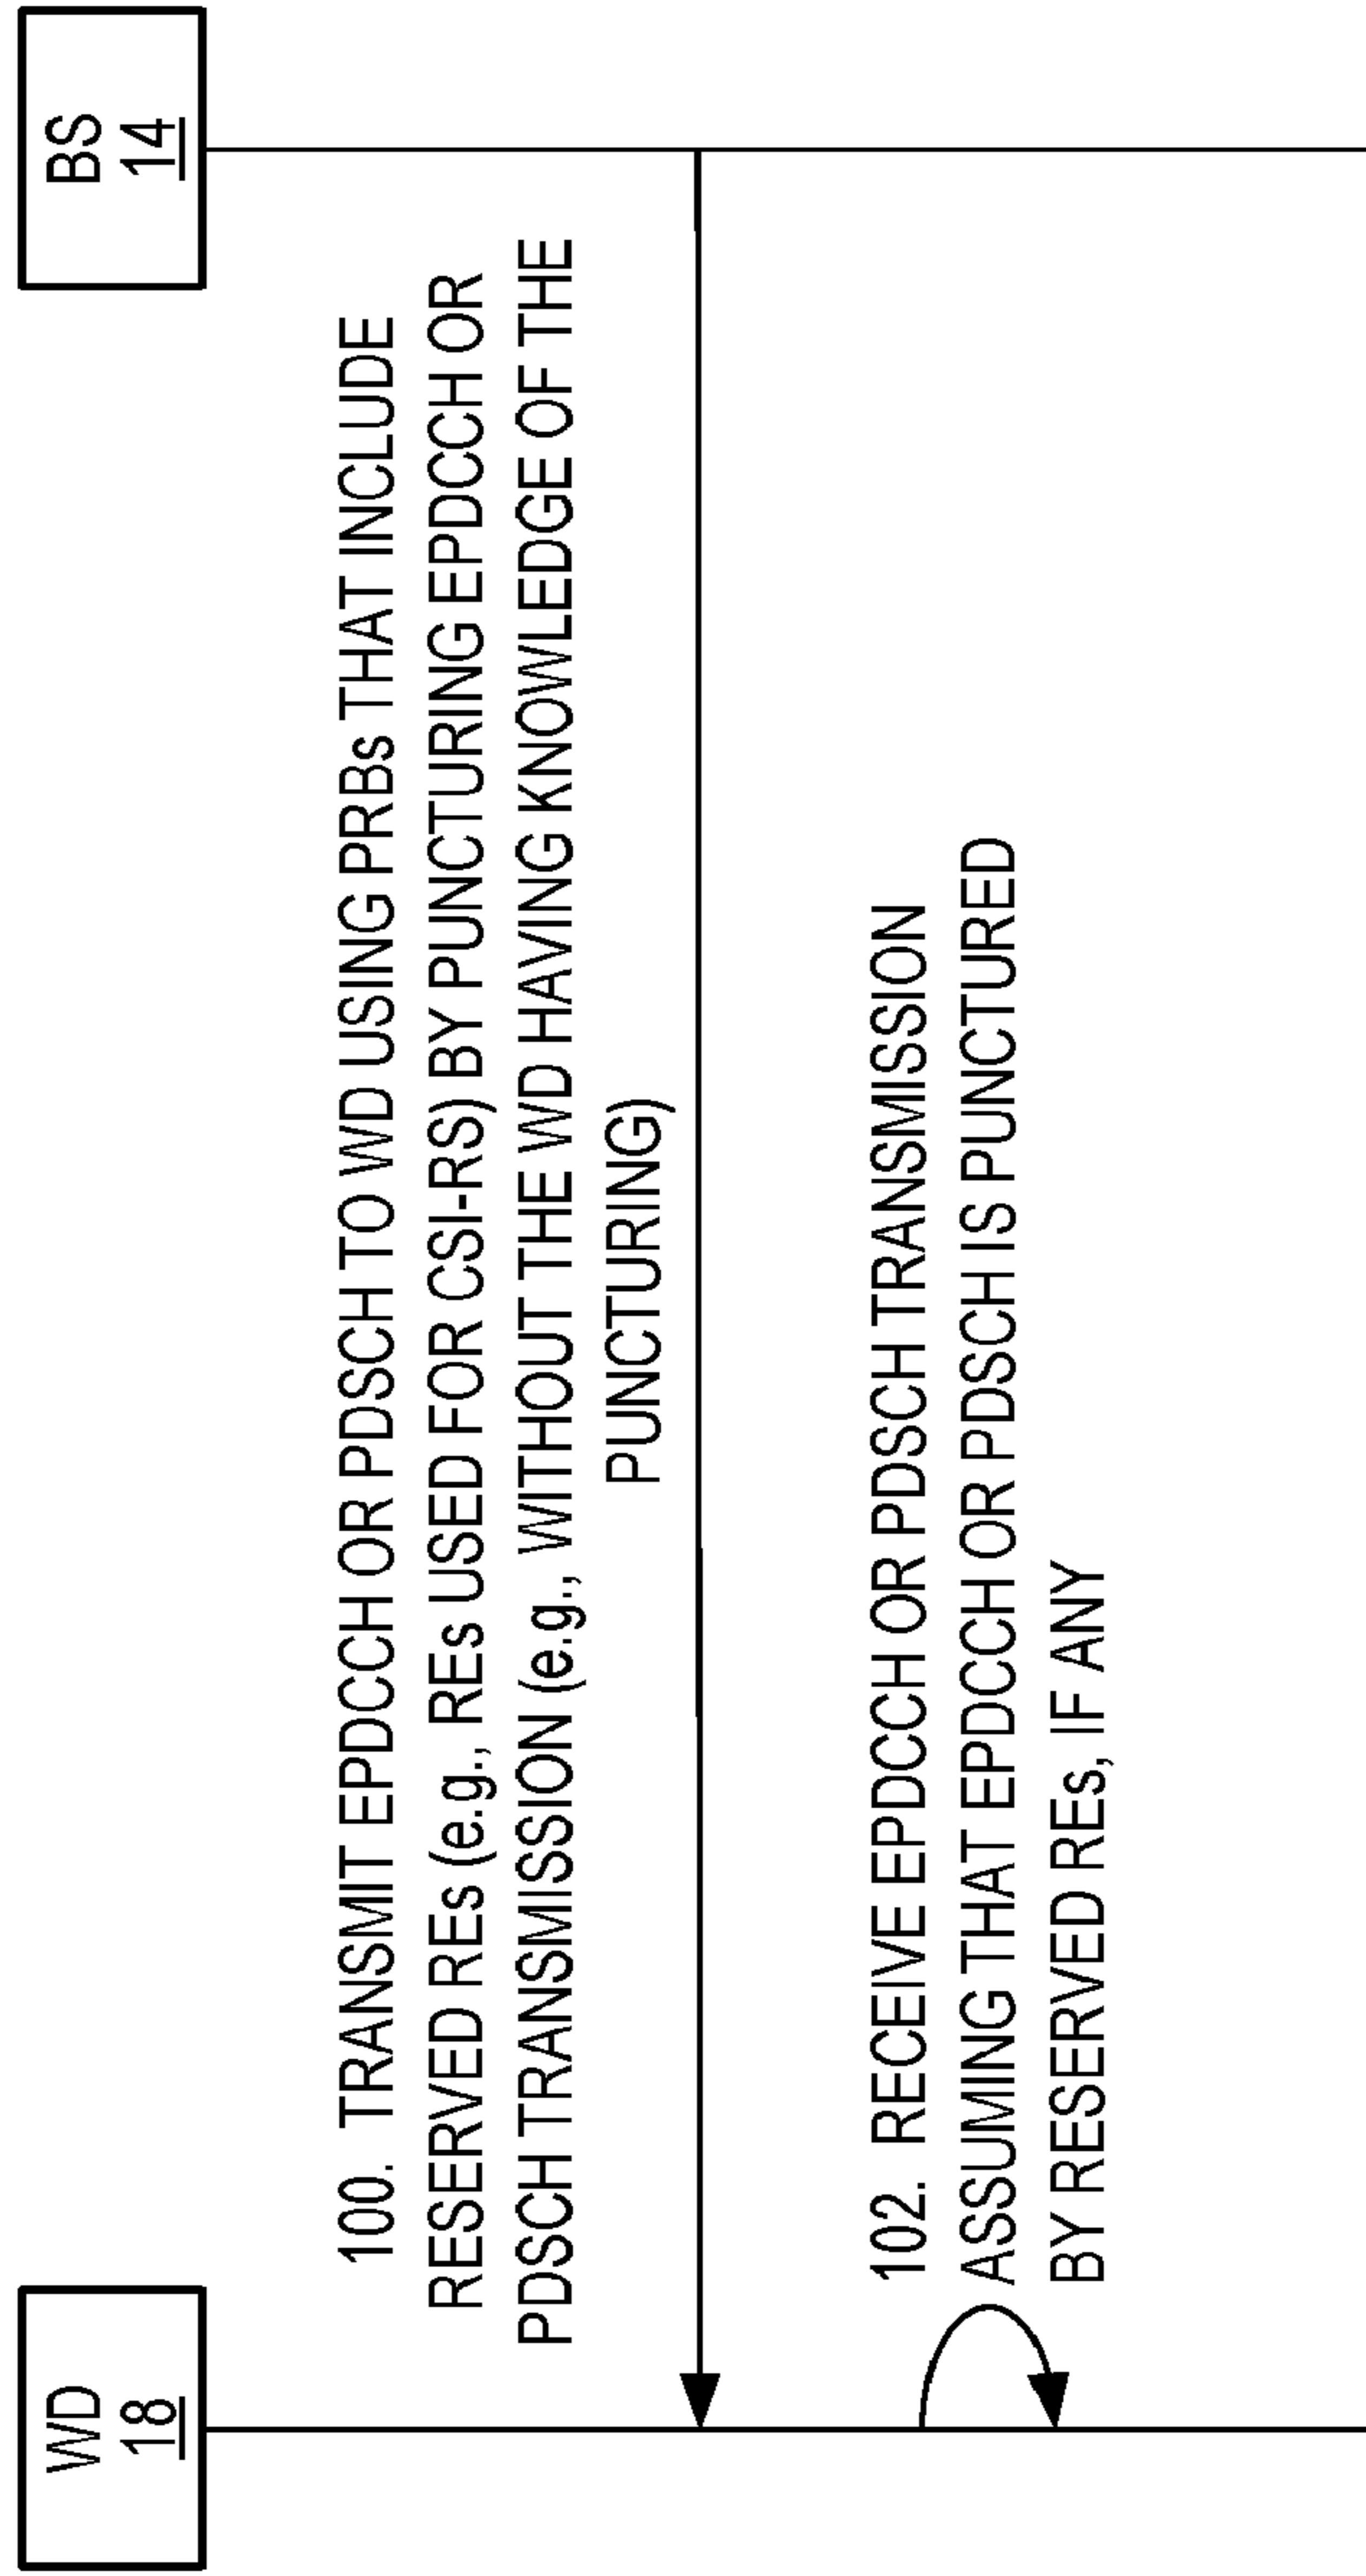 WD
18
BS
14
100. TRANSMIT EPDCCH OR PDSCH TO WD USING PRBs THAT INCLUDE
RESERVED REs (e.g., REs USED FOR CSI-RS) BY PUNCTURING EPDCCH OR
PDSCH TRANSMISSION (e.g., WITHOUT THE WD HAVING KNOWLEDGE OF THE
PUNCTURING)
102. RECEIVE EPDCCH OR PDSCH TRANSMISSION
ASSUMING THAT EPDCCH OR PDSCH IS PUNCTURED
BY RESERVED REs, IF ANY